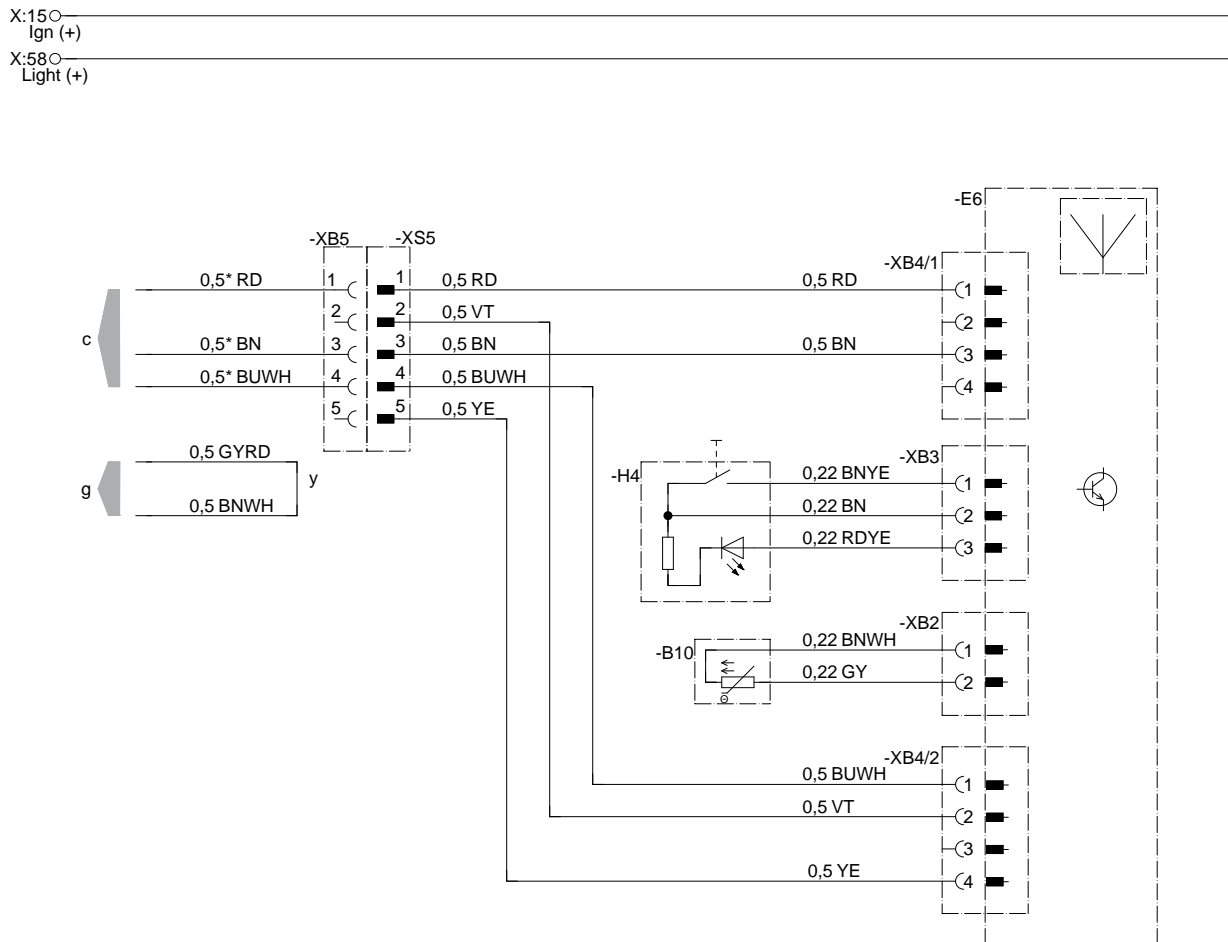 X:15
Ign (+)
X:58
Light (+)
-E6
-XB5 -XS5
-XB4/1
0,5* RD 1 1 0,5 RD 0,5 RD 1
2 2 0,5 VT 2
c 0,5* BN 3 3 0,5 BN 0,5 BN 3
0,5* BUWH 4 4 0,5 BUWH 4
5 5 0,5 YE
0,5 GYRD
g y
0,5 BNWH
-H4 -XB3
0,22 BNYE 1
0,22 BN 2
0,22 RDYE 3
-XB2
-B10 0,22 BNWH 1
0,22 GY 2
Θ
-XB4/2
0,5 BUWH 1
0,5 VT 2
3
0,5 YE 4